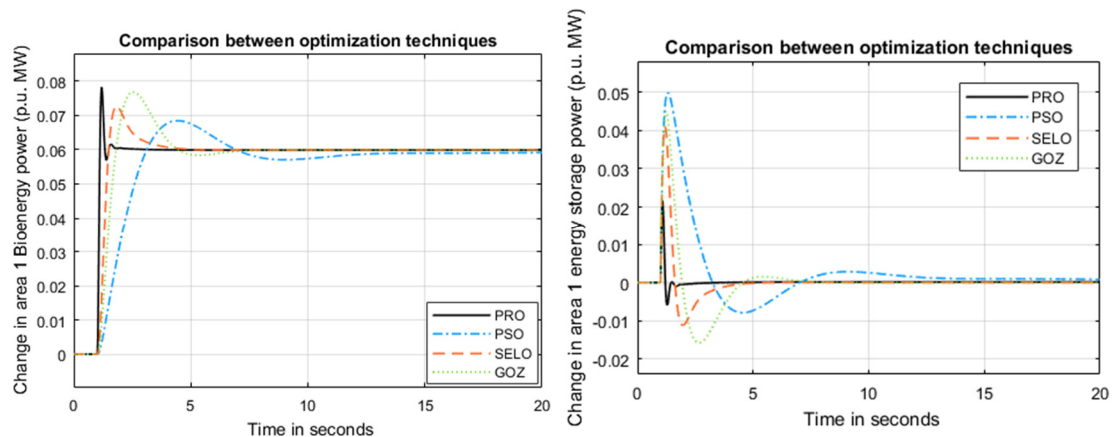 Comparison between optimization techniques
Change in area 1 Bioenergy power (p.u. MW)
0.08
0.07
0.06
0.05
0.04
0.03
0.02
0.01
0
0 5 10 15 20
Time in seconds
PRO
PSO
SELO
GOZ
Comparison between optimization techniques
Change in area 1 energy storage power (p.u. MW)
0.05
0.04
0.03
0.02
0.01
0
-0.01
-0.02
0 5 10 15 20
Time in seconds
PRO
PSO
SELO
GOZ